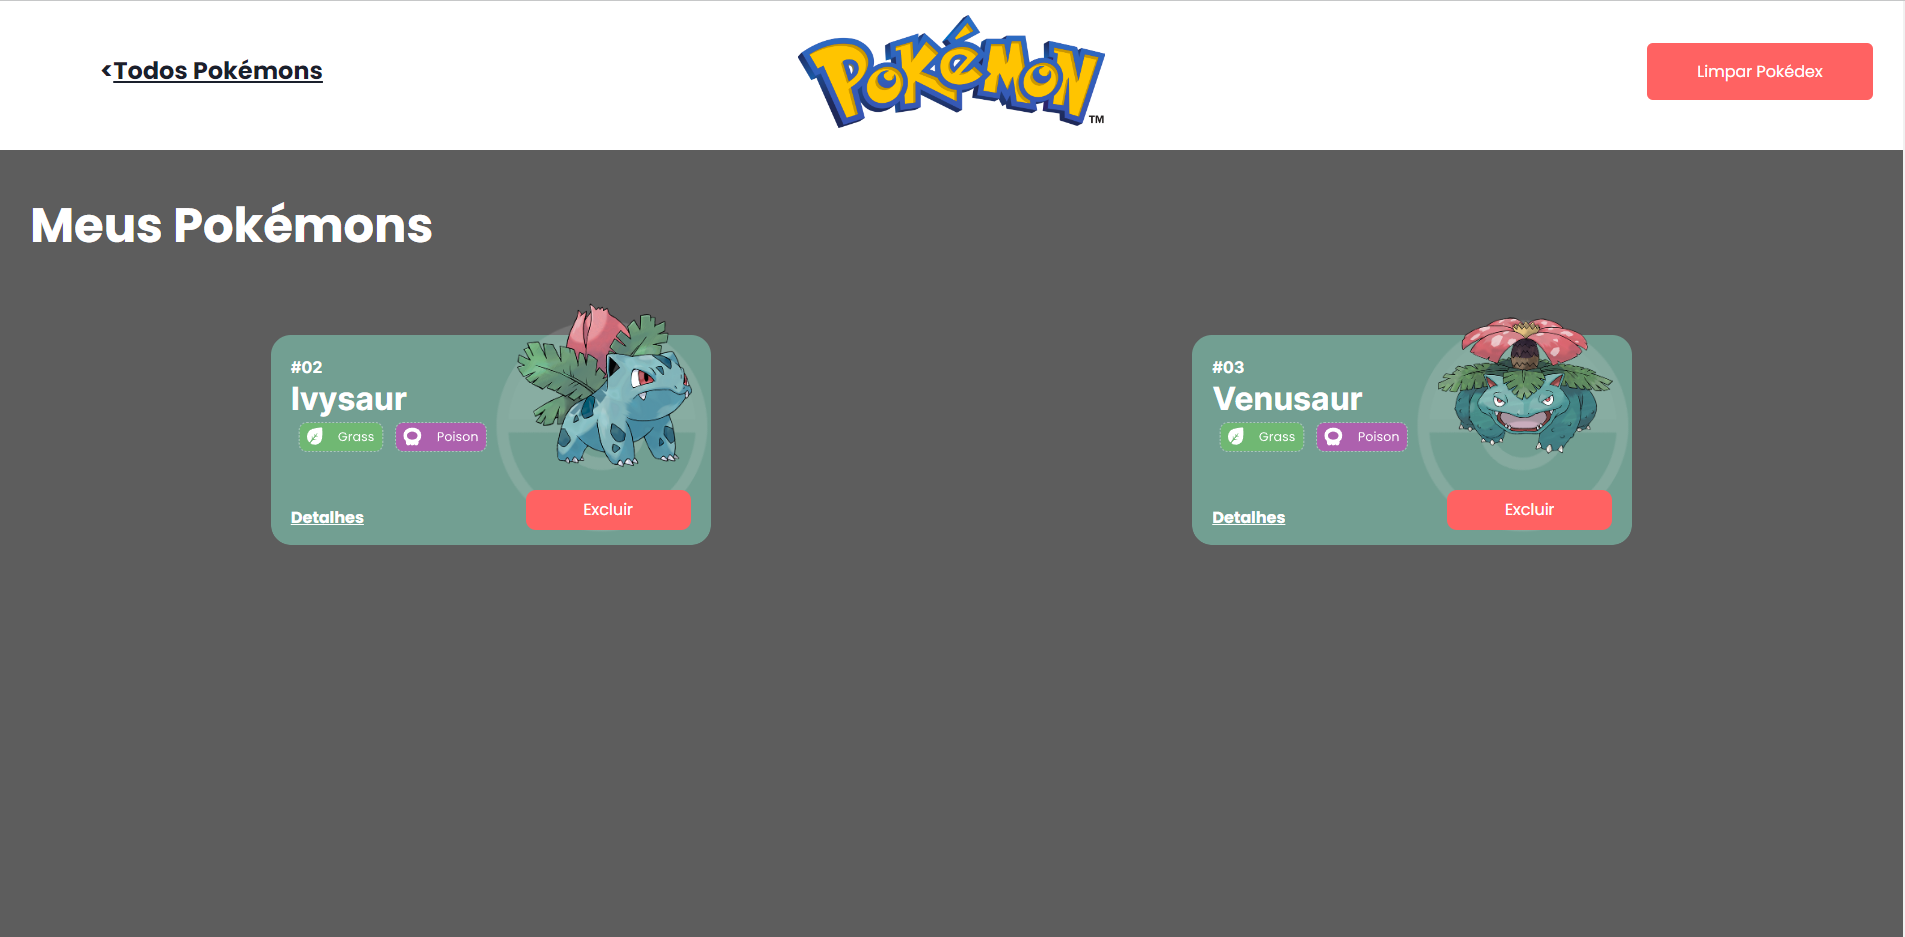 <Todos Pokémons
POKéMON
TM
Limpar Pokédex
Meus Pokémons
#02
Ivysaur
Grass Poison
Detalhes
Excluir
#03
Venusaur
Grass Poison
Detalhes
Excluir